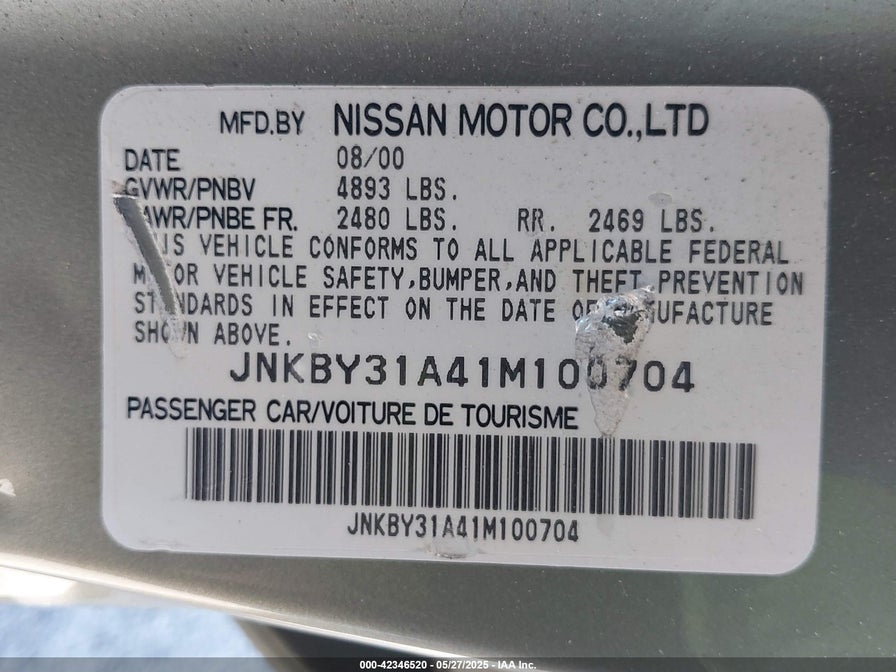 MFD.BY NISSAN MOTOR CO.,LTD
DATE 08/00
GVWR/PNBV 4893 LBS.
AWR/PNBE FR. 2480 LBS. RR. 2469 LBS.
VEHICLE CONFORMS TO ALL APPLICABLE FEDERAL
VEHICLE SAFETY,BUMPER,AND THEFT PREVENTION
STANDARDS IN EFFECT ON THE DATE UFACTURE
SHOWN ABOVE.
JNKBY31A41M100704
PASSENGER CAR/VOITURE DE TOURISME
JNKBY31A41M100704
000-42346520 — 05/27/2025 — IAA Inc.